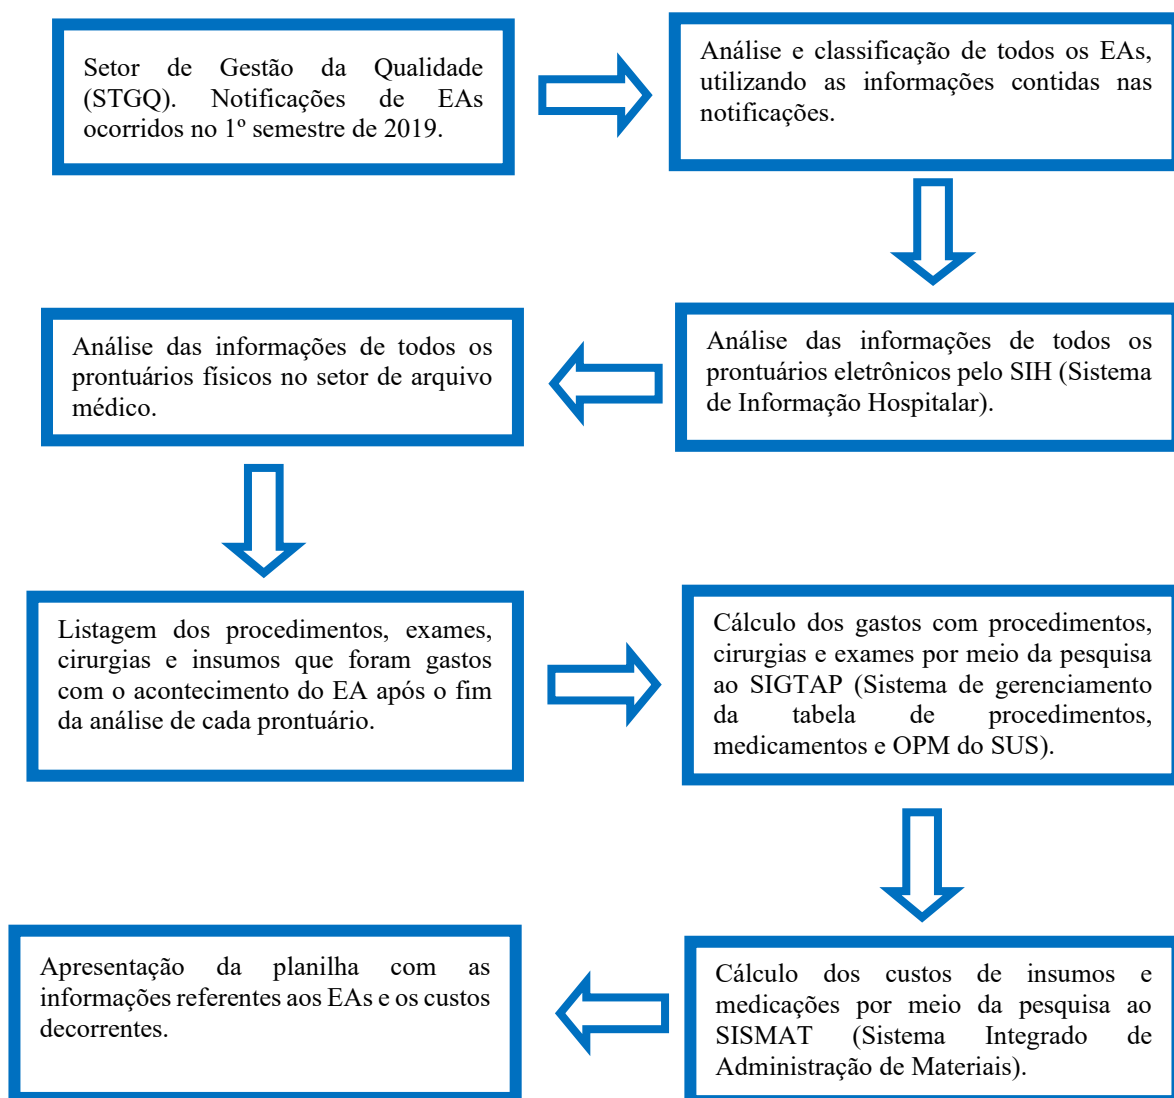 Setor de Gestão da Qualidade
(STGQ). Notificações de EAs
ocorridos no 1º semestre de 2019.
Análise e classificação de todos os EAs,
utilizando as informações contidas nas
notificações.
Análise das informações de todos os
prontuários eletrônicos pelo SIH (Sistema
de Informação Hospitalar).
Análise das informações de todos os
prontuários físicos no setor de arquivo
médico.
Listagem dos procedimentos, exames,
cirurgias e insumos que foram gastos
com o acontecimento do EA após o fim
da análise de cada prontuário.
Cálculo dos gastos com procedimentos,
cirurgias e exames por meio da pesquisa
ao SIGTAP (Sistema de gerenciamento
da tabela de procedimentos,
medicamentos e OPM do SUS).
Cálculo dos custos de insumos e
medicações por meio da pesquisa ao
SISMAT (Sistema Integrado de
Administração de Materiais).
Apresentação da planilha com as
informações referentes aos EAs e os custos
decorrentes.